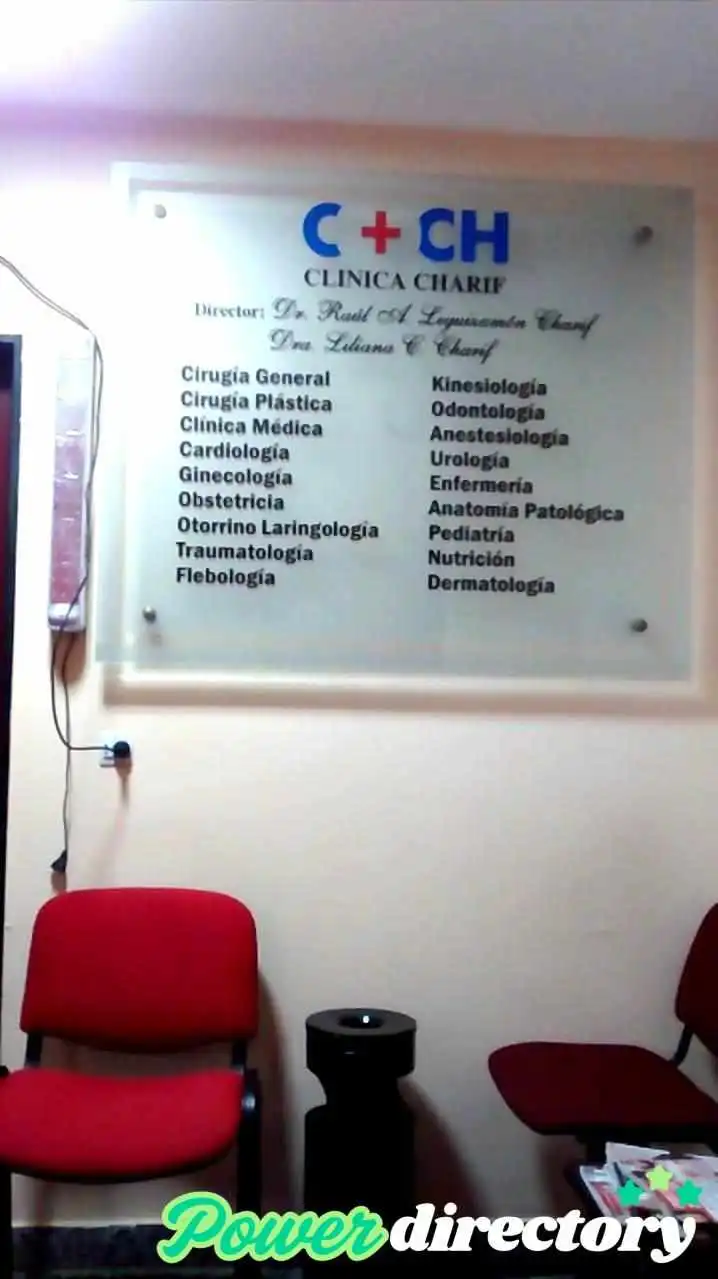 C + CH
CLINICA CHARIF
Director: Dr. Raúl A. Leguizamón Charif
Dra. Liliana C. Charif
Cirugía General
Cirugía Plástica
Clínica Médica
Cardiología
Ginecología
Obstetricia
Otorrino Laringología
Traumatología
Flebología
Kinesiología
Odontología
Anestesiología
Urología
Enfermería
Anatomía Patológica
Pediatría
Nutrición
Dermatología
Power directory